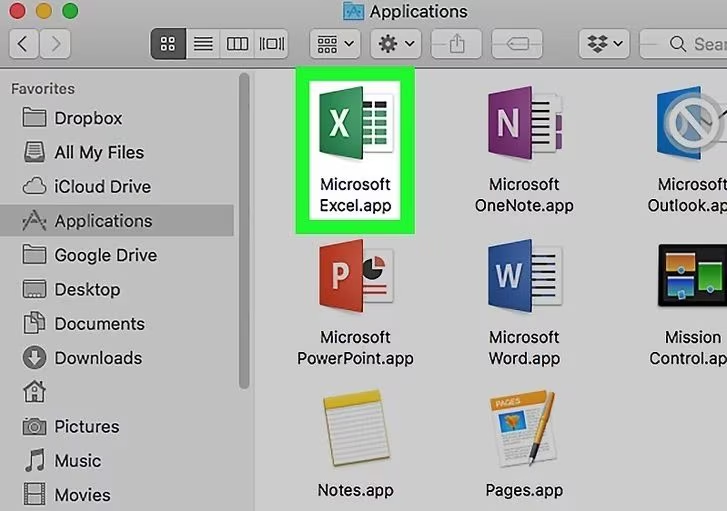 Applications
Sear
Favorites
Dropbox
All My Files
iCloud Drive
Applications
Google Drive
Desktop
Documents
Downloads
Pictures
Music
Movies
X
Microsoft
Excel.app
N
Microsoft
OneNote.app
Microsoft
Outlook.ap
P
Microsoft
PowerPoint.app
W
Microsoft
Word.app
Mission
Control.ap
Notes.app
PAGES
Pages.app